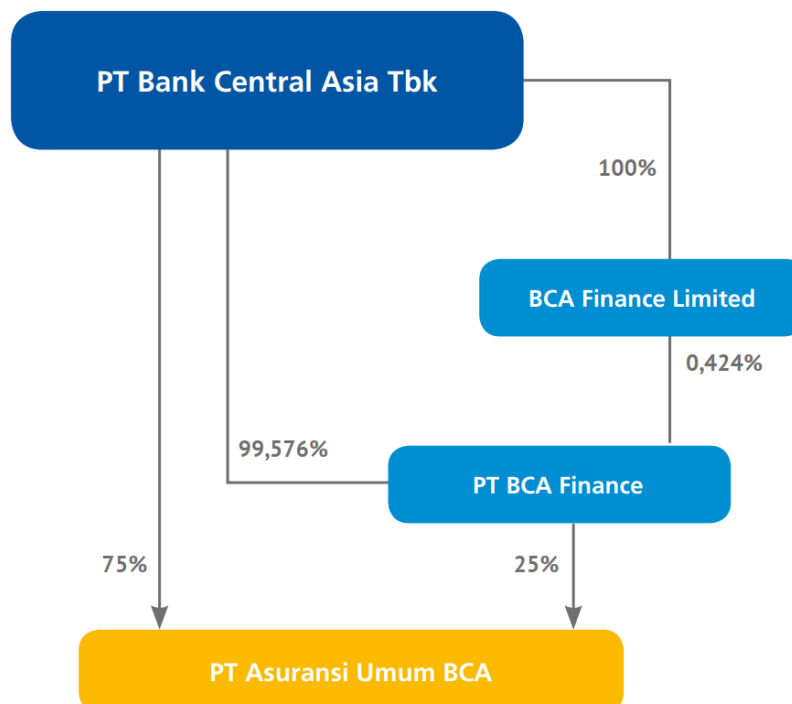 PT Bank Central Asia Tbk
100%
BCA Finance Limited
0,424%
99,576%
PT BCA Finance
75%
25%
PT Asuransi Umum BCA